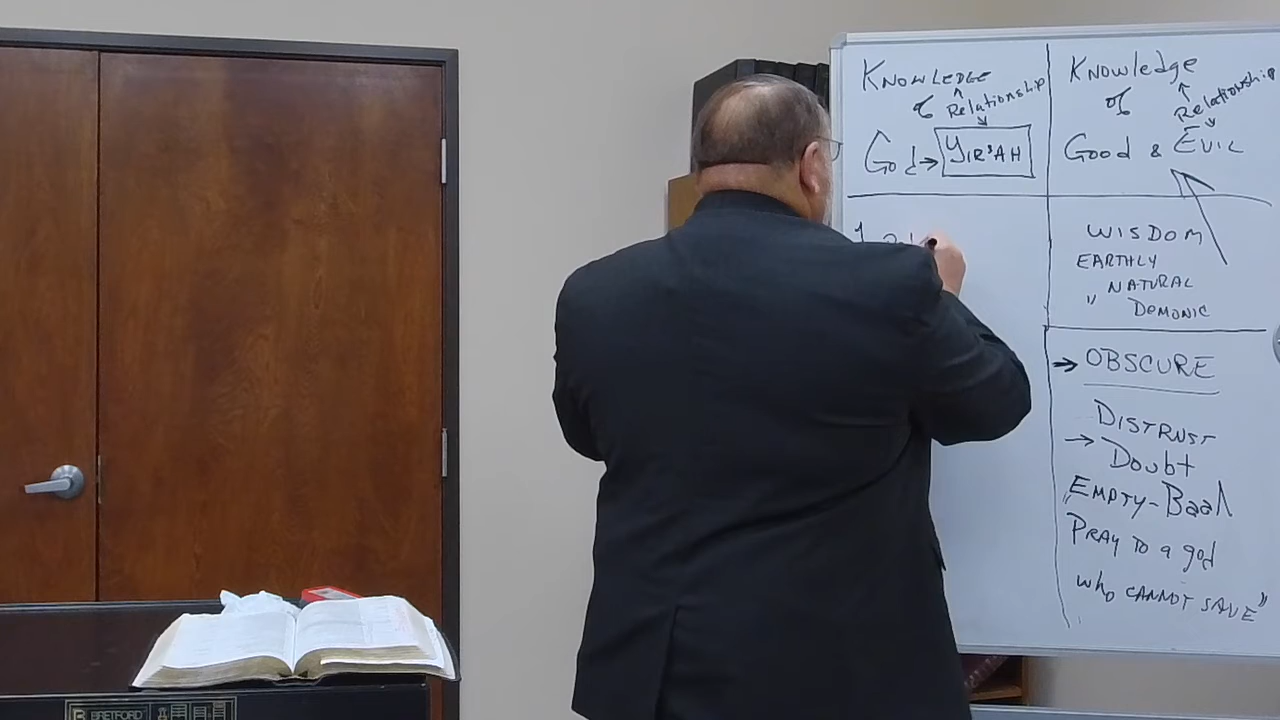 KNOWLEDGE
Relationship
God → YIR'AH
Knowledge
of
Relationship
Good & EVIL
WISDOM
EARTHLY
" NATURAL
DEMONIC
→ OBSCURE
DISTRUST
→ Doubt
EMPTY-Baal
"PRAY TO a god
who CANNOT SAVE"
BRETFORD